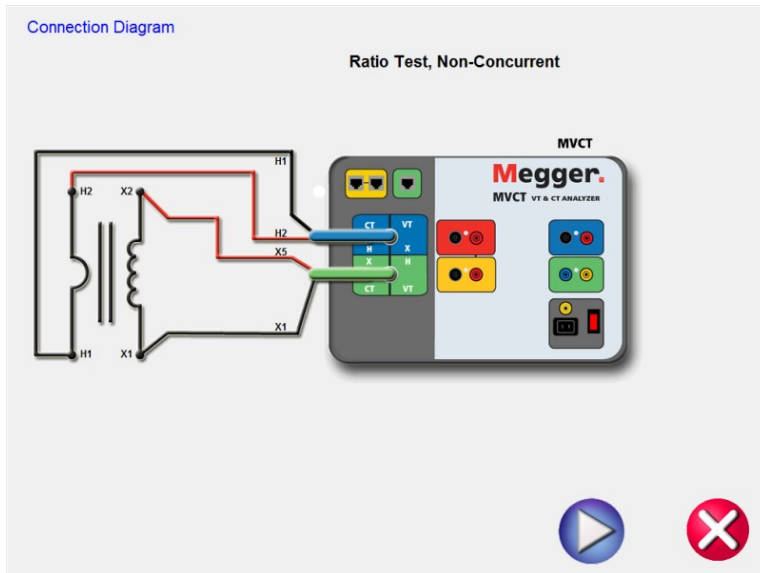 Connection Diagram
Ratio Test, Non-Concurrent
MVCT
H1
Megger.
MVCT VT & CT ANALYZER
H2
X2
CT VT
H2
H X
X5
X H
CT VT
X1
H1
X1